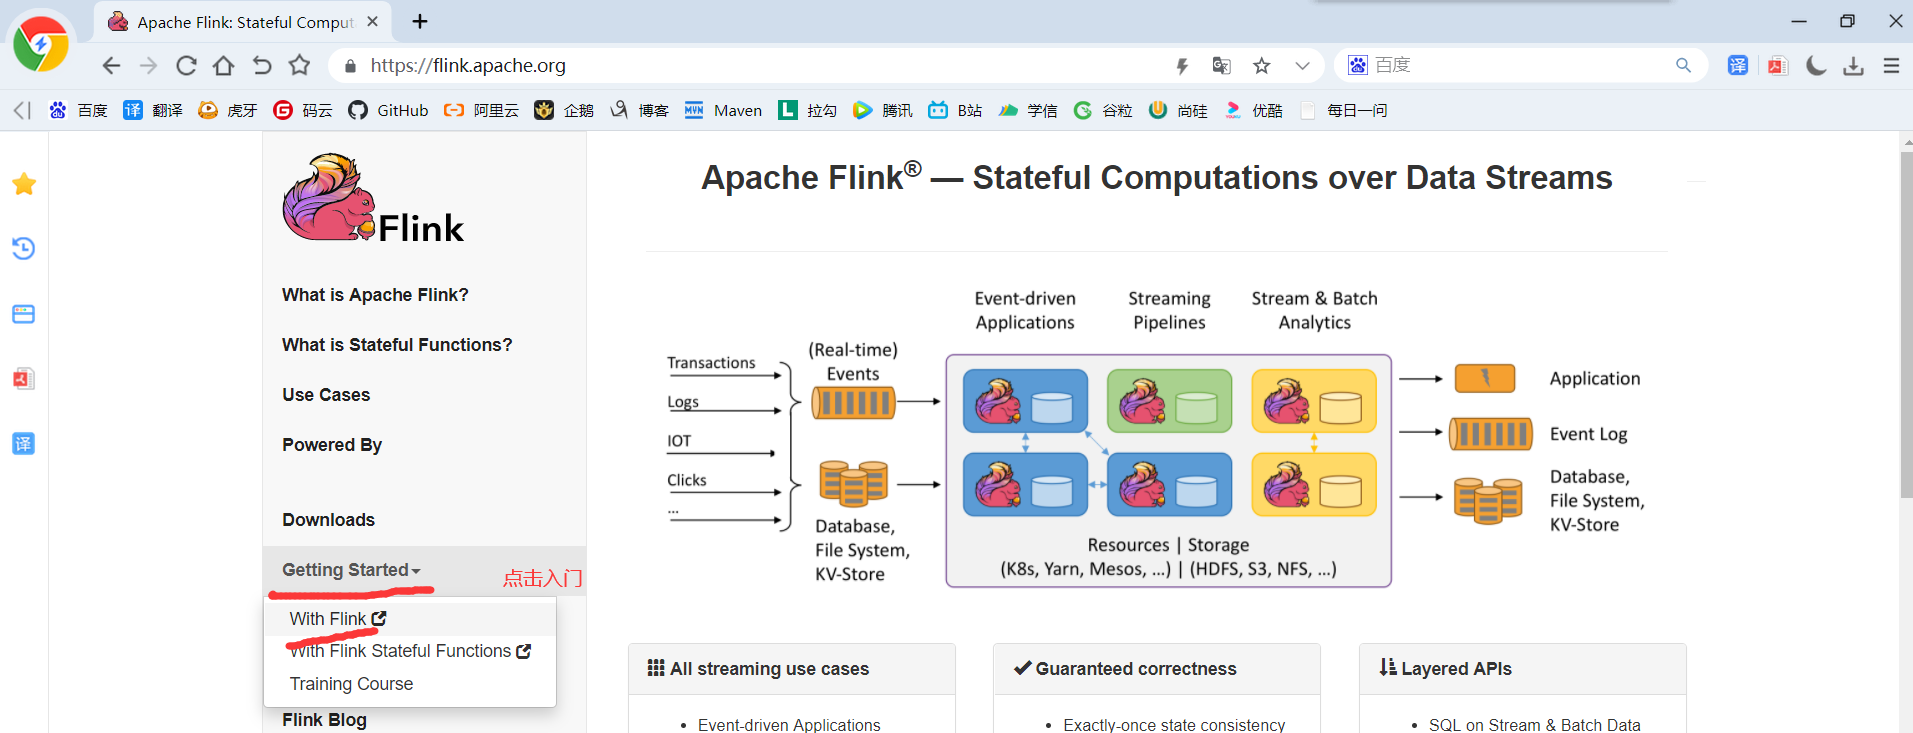 Apache Flink: Stateful Comput
https://flink.apache.org
百度
百度
译
翻译
虎牙
码云
GitHub
阿里云
企鹅
博客
MVN
Maven
L
拉勾
腾讯
B站
学信
谷粒
尚硅
YOUKU
优酷
每日一问
译
译
Flink
What is Apache Flink?
What is Stateful Functions?
Use Cases
Powered By
Downloads
Getting Started
点击入门
With Flink
With Flink Stateful Functions
Training Course
Flink Blog
Apache Flink® — Stateful Computations over Data Streams
Event-driven
Applications
Streaming
Pipelines
Stream & Batch
Analytics
Transactions
Logs
IOT
Clicks
...
(Real-time)
Events
Database,
File System,
KV-Store
Resources | Storage
(K8s, Yarn, Mesos, ...) | (HDFS, S3, NFS, ...)
Application
Event Log
Database,
File System,
KV-Store
All streaming use cases
Event-driven Applications
Guaranteed correctness
Exactly-once state consistency
Layered APIs
SQL on Stream & Batch Data